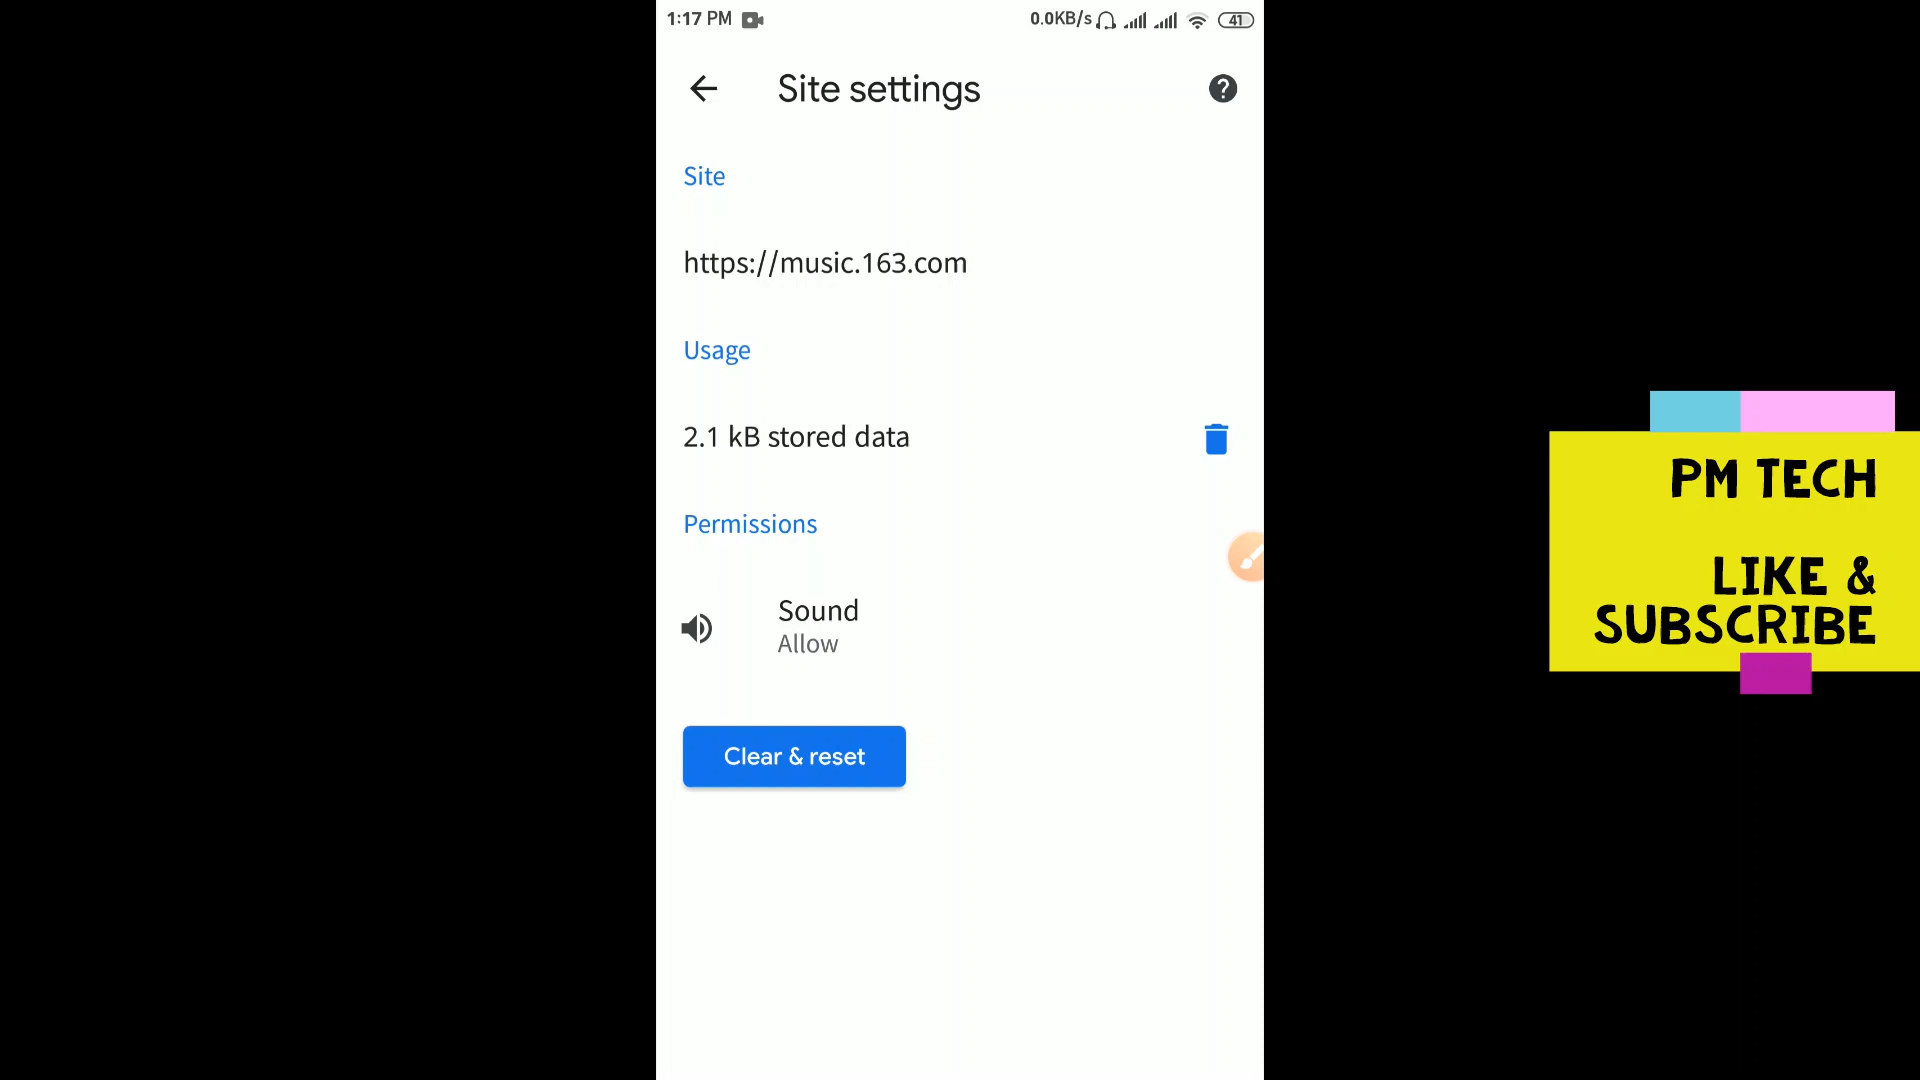 1:17 PM
0.0KB/s
41
Site settings
?
Site
https://music.163.com
Usage
2.1 kB stored data
Permissions
Sound
Allow
Clear & reset
PM TECH
LIKE &
SUBSCRIBE